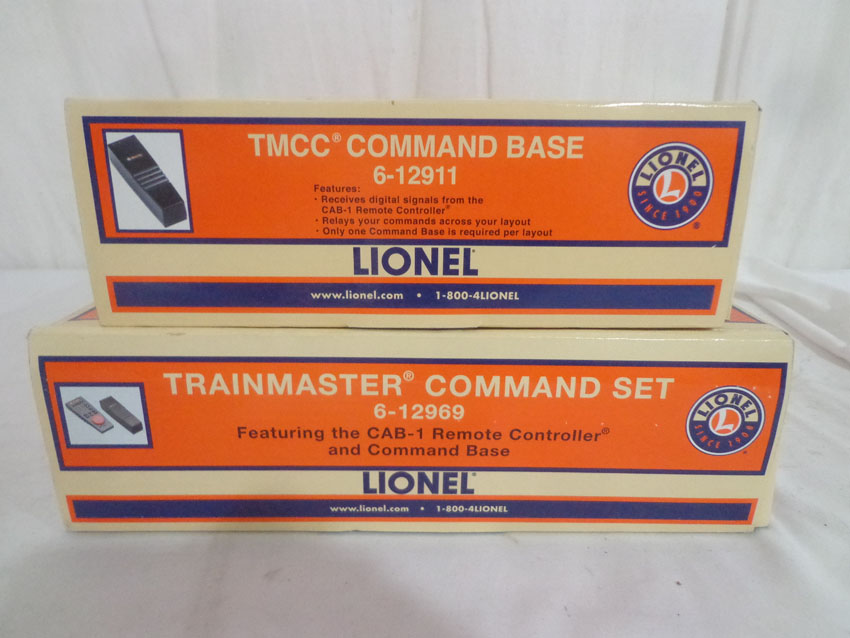 TMCC® COMMAND BASE
6-12911
Features:
• Receives digital signals from the
CAB-1 Remote Controller®
• Relays your commands across your layout
• Only one Command Base is required per layout
LIONEL
L
SINCE 1900
®
LIONEL
www.lionel.com • 1-800-4LIONEL
TRAINMASTER® COMMAND SET
6-12969
Featuring the CAB-1 Remote Controller®
and Command Base
LIONEL
L
SINCE 1900
®
LIONEL
www.lionel.com • 1-800-4LIONEL